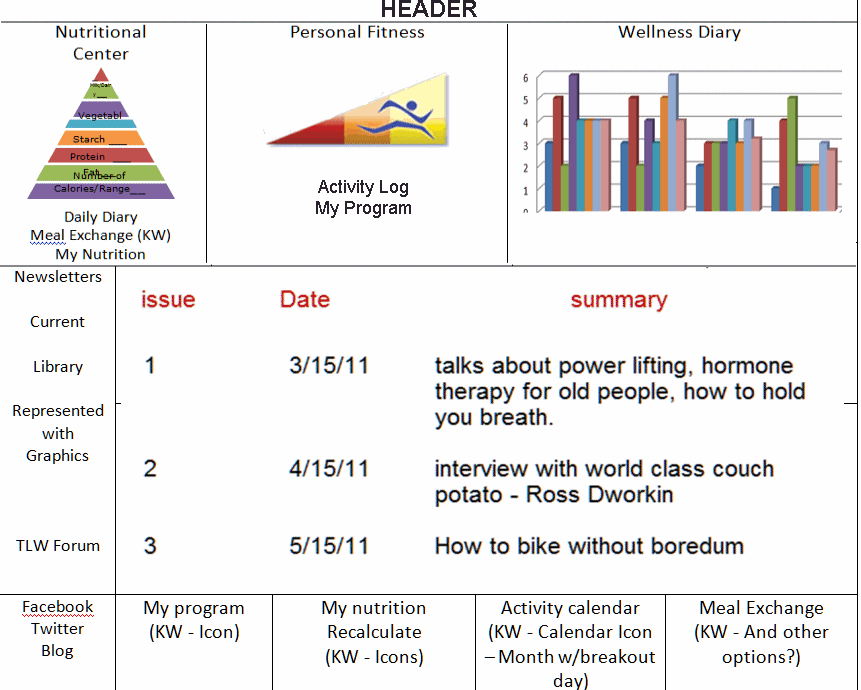 HEADER
Nutritional
Center
Vegetabl
Starch ___
Protein ___
Fat
Number of
Calories/Range__
Daily Diary
Meal Exchange (KW)
My Nutrition
Personal Fitness
Activity Log
My Program
Wellness Diary
6
5
4
3
2
1
0
Newsletters
Current
Library
Represented
with
Graphics
TLW Forum
issue Date summary
1 3/15/11 talks about power lifting, hormone
therapy for old people, how to hold
you breath.
2 4/15/11 interview with world class couch
potato - Ross Dworkin
3 5/15/11 How to bike without boredum
Facebook
Twitter
Blog
My program
(KW - Icon)
My nutrition
Recalculate
(KW - Icons)
Activity calendar
(KW - Calendar Icon
– Month w/breakout
day)
Meal Exchange
(KW - And other
options?)